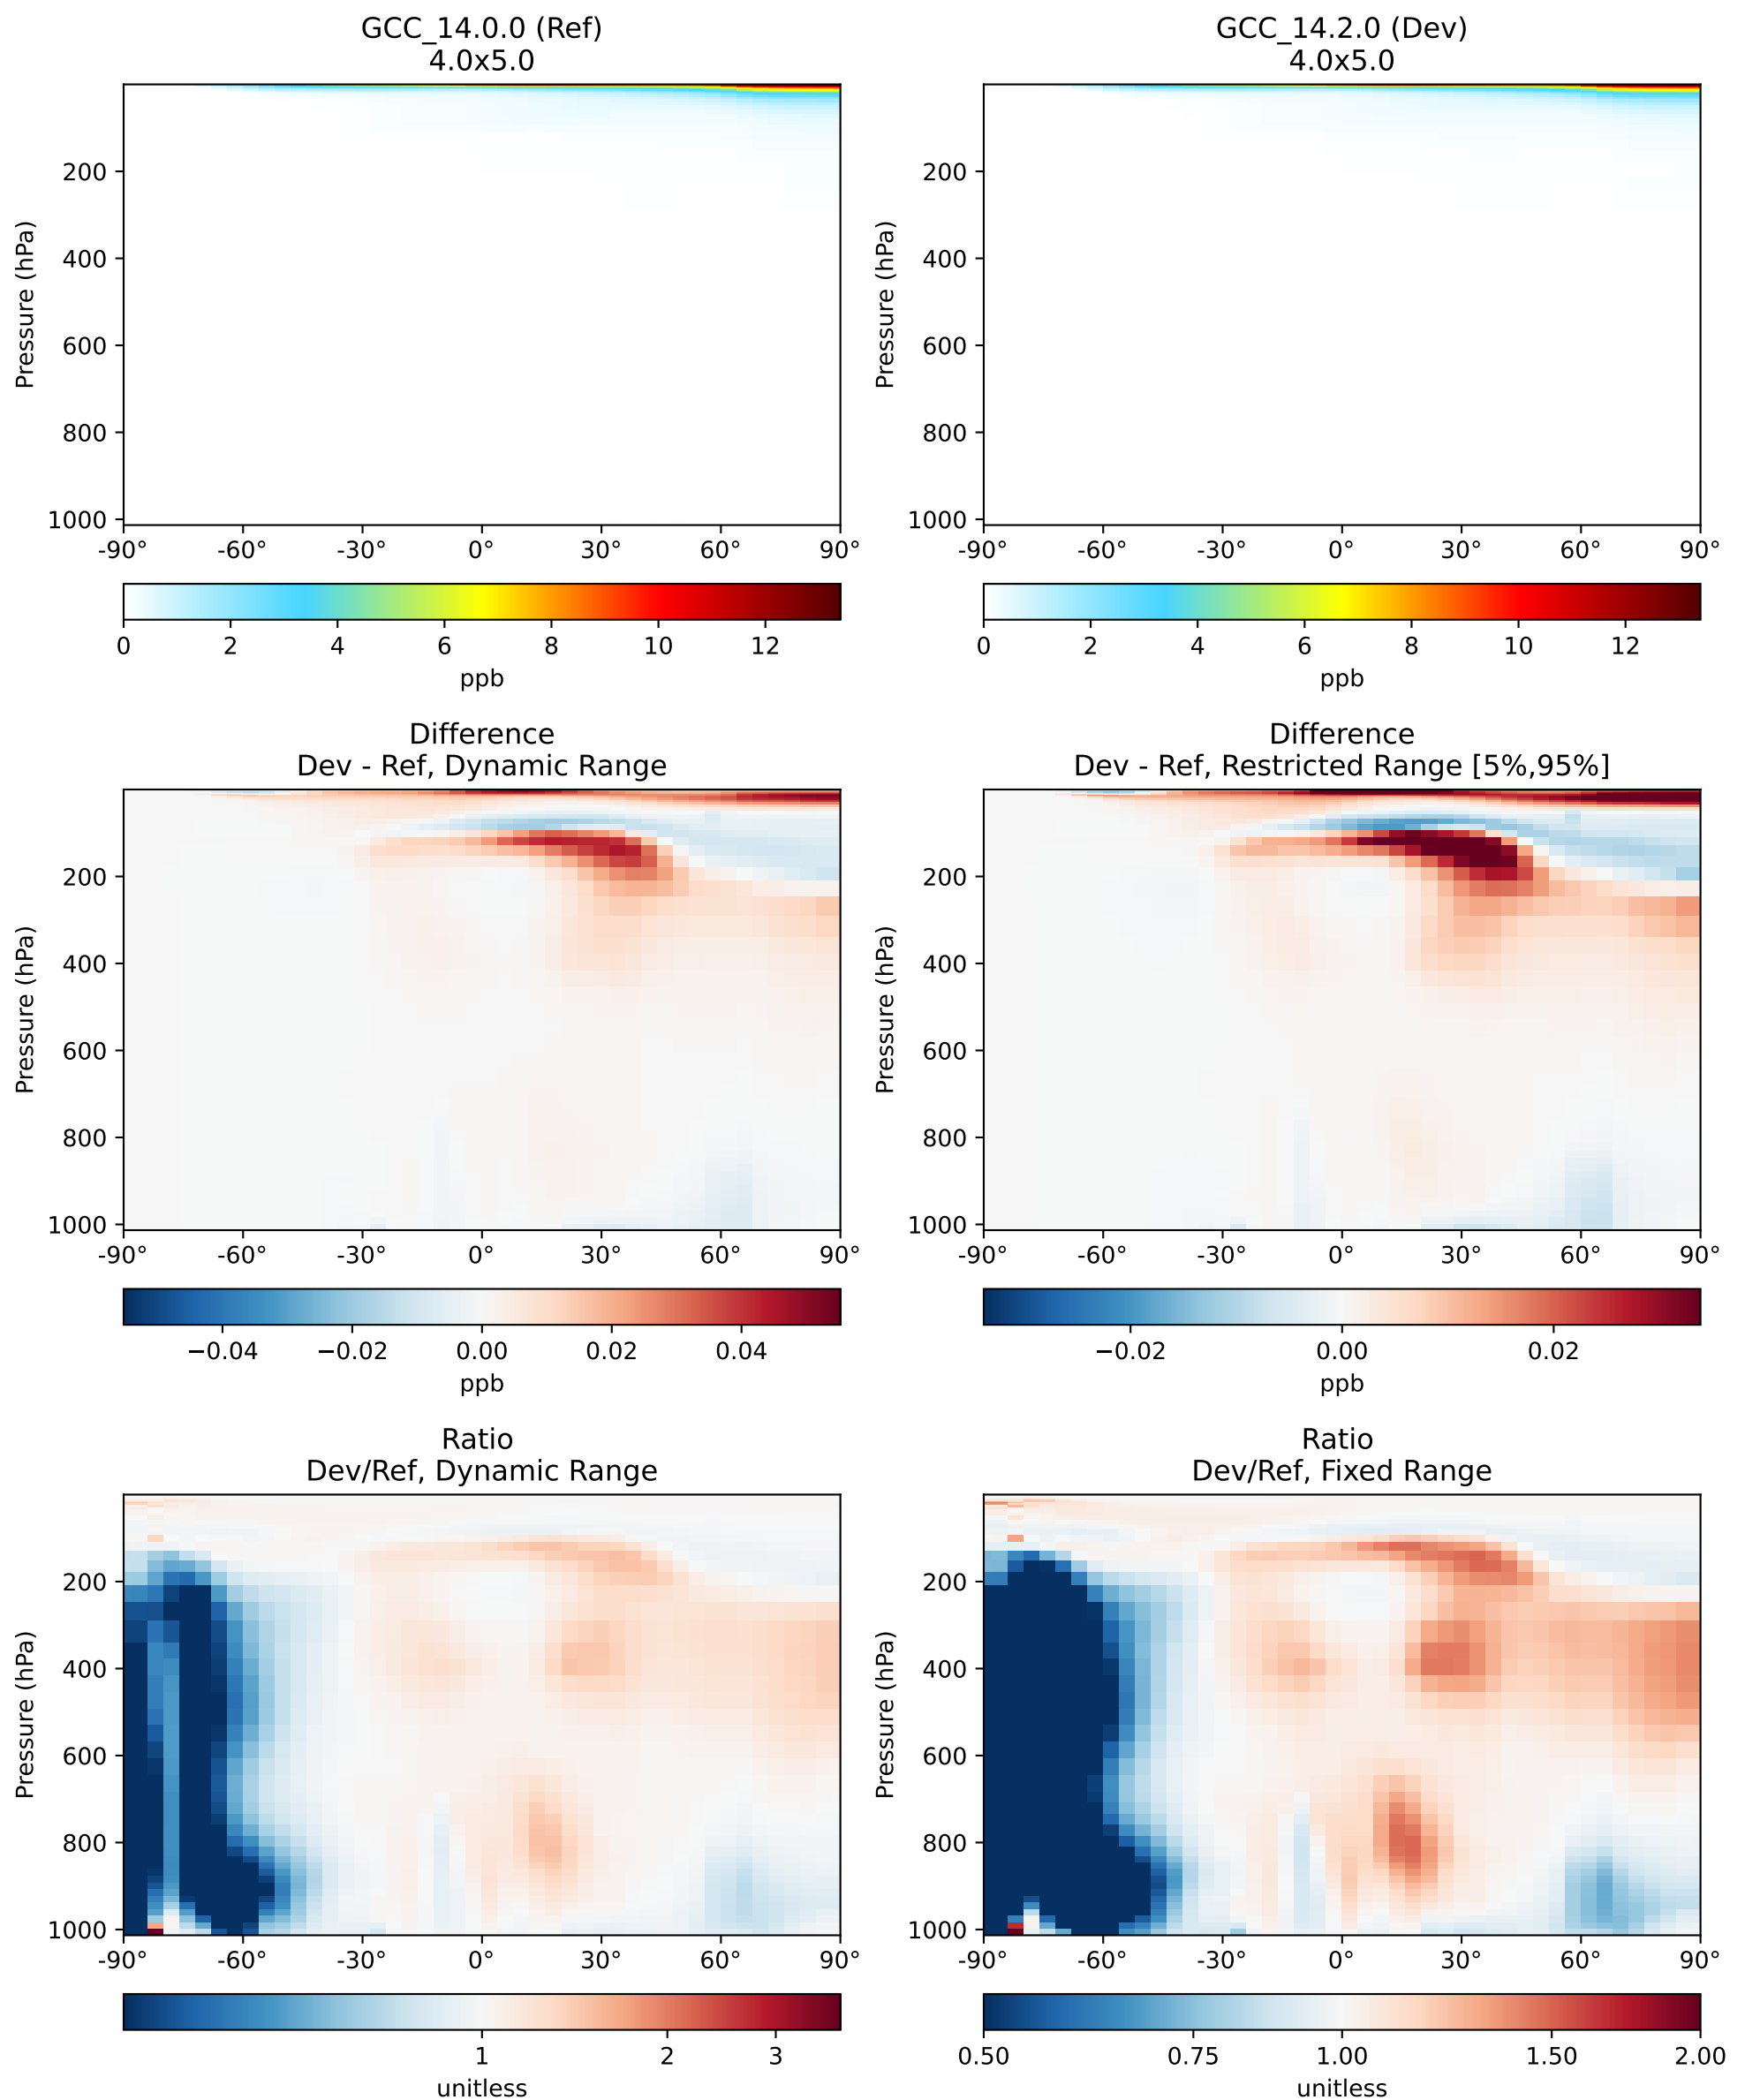 GCC_14.0.0 (Ref)
4.0x5.0
Pressure (hPa)
200
400
600
800
1000
-90° -60° -30° 0° 30° 60° 90°
0 2 4 6 8 10 12
ppb
GCC_14.2.0 (Dev)
4.0x5.0
Pressure (hPa)
200
400
600
800
1000
-90° -60° -30° 0° 30° 60° 90°
0 2 4 6 8 10 12
ppb
Difference
Dev - Ref, Dynamic Range
Pressure (hPa)
200
400
600
800
1000
-90° -60° -30° 0° 30° 60° 90°
−0.04 −0.02 0.00 0.02 0.04
ppb
Difference
Dev - Ref, Restricted Range [5%,95%]
Pressure (hPa)
200
400
600
800
1000
-90° -60° -30° 0° 30° 60° 90°
−0.02 0.00 0.02
ppb
Ratio
Dev/Ref, Dynamic Range
Pressure (hPa)
200
400
600
800
1000
-90° -60° -30° 0° 30° 60° 90°
1 2 3
unitless
Ratio
Dev/Ref, Fixed Range
Pressure (hPa)
200
400
600
800
1000
-90° -60° -30° 0° 30° 60° 90°
0.50 0.75 1.00 1.50 2.00
unitless